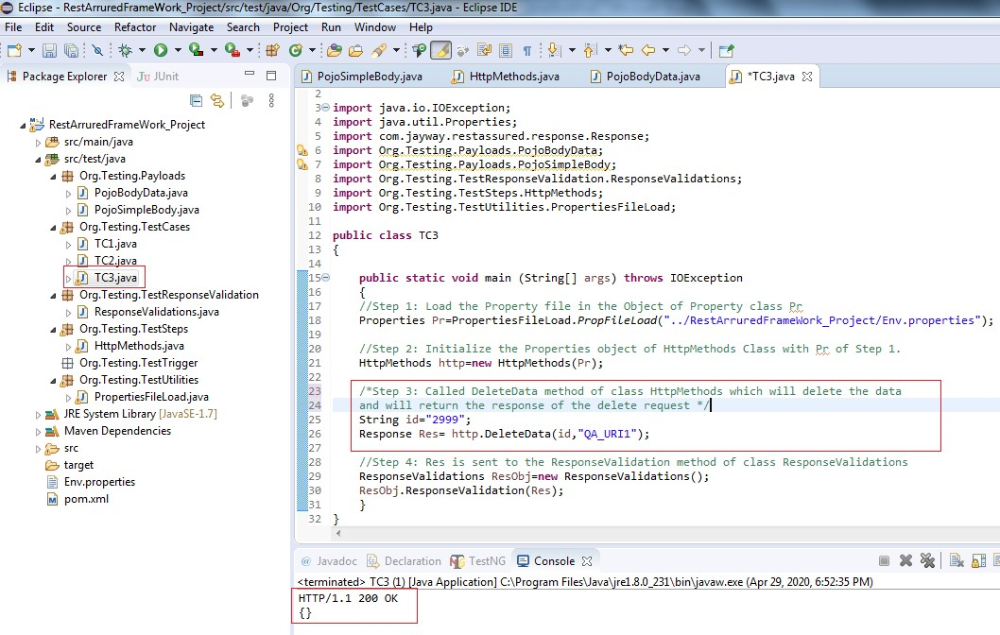 Eclipse - RestArruredFrameWork_Project/src/test/java/Org/Testing/TestCases/TC3.java - Eclipse IDE
File Edit Source Refactor Navigate Search Project Run Window Help
Package Explorer JUnit
PojoSimpleBody.java HttpMethods.java PojoBodyData.java *TC3.java
RestArruredFrameWork_Project
src/main/java
src/test/java
Org.Testing.Payloads
PojoBodyData.java
PojoSimpleBody.java
Org.Testing.TestCases
TC1.java
TC2.java
TC3.java
Org.Testing.TestResponseValidation
ResponseValidations.java
Org.Testing.TestSteps
HttpMethods.java
Org.Testing.TestTrigger
Org.Testing.TestUtilities
PropertiesFileLoad.java
JRE System Library [JavaSE-1.7]
Maven Dependencies
src
target
Env.properties
pom.xml
2
3 import java.io.IOException;
4 import java.util.Properties;
5 import com.jayway.restassured.response.Response;
6 import Org.Testing.Payloads.PojoBodyData;
7 import Org.Testing.Payloads.PojoSimpleBody;
8 import Org.Testing.TestResponseValidation.ResponseValidations;
9 import Org.Testing.TestSteps.HttpMethods;
10 import Org.Testing.TestUtilities.PropertiesFileLoad;
11
12 public class TC3
13 {
14
15 public static void main (String[] args) throws IOException
16 {
17 //Step 1: Load the Property file in the Object of Property class Pr
18 Properties Pr=PropertiesFileLoad.PropFileLoad("../RestArruredFrameWork_Project/Env.properties");
19
20 //Step 2: Initialize the Properties object of HttpMethods Class with Pr of Step 1.
21 HttpMethods http=new HttpMethods(Pr);
22
23 /*Step 3: Called DeleteData method of class HttpMethods which will delete the data
24 and will return the response of the delete request */
25 String id="2999";
26 Response Res= http.DeleteData(id,"QA_URI1");
27
28 //Step 4: Res is sent to the ResponseValidation method of class ResponseValidations
29 ResponseValidations ResObj=new ResponseValidations();
30 ResObj.ResponseValidation(Res);
31 }
32 }
@ Javadoc Declaration TestNG Console
<terminated> TC3 (1) [Java Application] C:\Program Files\Java\jre1.8.0_231\bin\javaw.exe (Apr 29, 2020, 6:52:35 PM)
HTTP/1.1 200 OK
{}